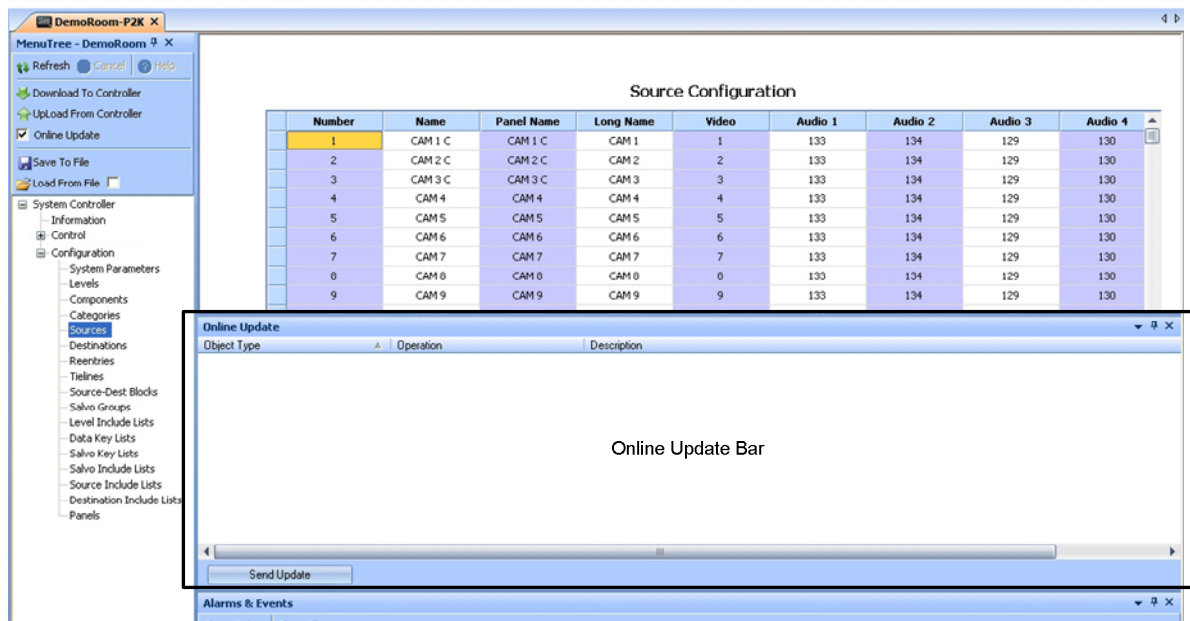 DemoRoom-P2K
MenuTree - DemoRoom
Refresh Cancel Help
Download To Controller
UpLoad From Controller
Online Update
Save To File
Load From File
System Controller
Information
Control
Configuration
System Parameters
Levels
Components
Categories
Sources
Destinations
Reentries
Tielines
Source-Dest Blocks
Salvo Groups
Level Include Lists
Data Key Lists
Salvo Key Lists
Salvo Include Lists
Source Include Lists
Destination Include Lists
Panels
Source Configuration
Number Name Panel Name Long Name Video Audio 1 Audio 2 Audio 3 Audio 4
1 CAM 1 C CAM 1 C CAM 1 1 133 134 129 130
2 CAM 2 C CAM 2 C CAM 2 2 133 134 129 130
3 CAM 3 C CAM 3 C CAM 3 3 133 134 129 130
4 CAM 4 CAM 4 CAM 4 4 133 134 129 130
5 CAM 5 CAM 5 CAM 5 5 133 134 129 130
6 CAM 6 CAM 6 CAM 6 6 133 134 129 130
7 CAM 7 CAM 7 CAM 7 7 133 134 129 130
8 CAM 8 CAM 8 CAM 8 8 133 134 129 130
9 CAM 9 CAM 9 CAM 9 9 133 134 129 130
Online Update
Object Type Operation Description
Online Update Bar
Send Update
Alarms & Events